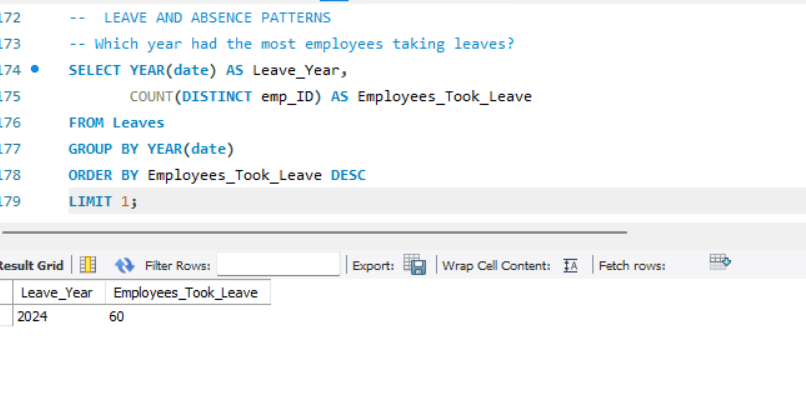 172 -- LEAVE AND ABSENCE PATTERNS
173 -- Which year had the most employees taking leaves?
174 SELECT YEAR(date) AS Leave_Year,
175 COUNT(DISTINCT emp_ID) AS Employees_Took_Leave
176 FROM Leaves
177 GROUP BY YEAR(date)
178 ORDER BY Employees_Took_Leave DESC
179 LIMIT 1;
Result Grid Filter Rows: Export: Wrap Cell Content: IA Fetch rows:
Leave_Year Employees_Took_Leave
2024 60